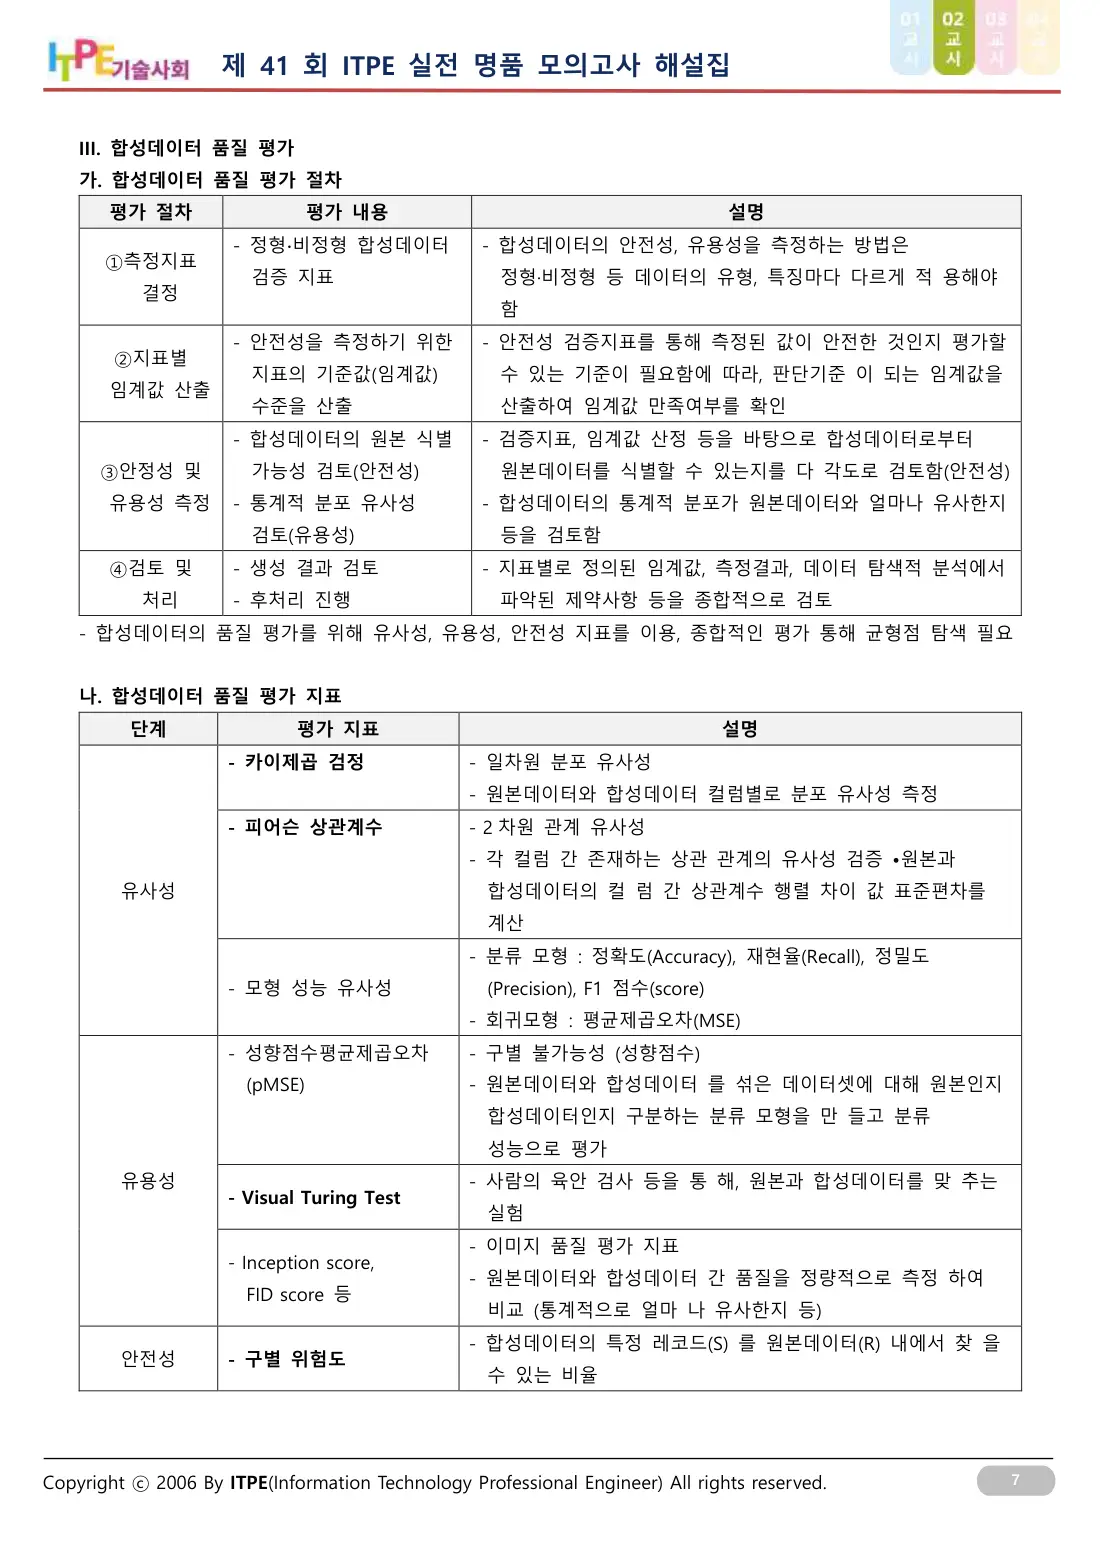 ITPE기술사회 제 41 회 ITPE 실전 명품 모의고사 해설집
01 교 시
02 교 시
03 교 시
III. 합성데이터 품질 평가
가. 합성데이터 품질 평가 절차
평가 절차 평가 내용 설명
①측정지표
결정
- 정형·비정형 합성데이터
검증 지표
- 합성데이터의 안전성, 유용성을 측정하는 방법은
정형·비정형 등 데이터의 유형, 특징마다 다르게 적 용해야
함
②지표별
임계값 산출
- 안전성을 측정하기 위한
지표의 기준값(임계값)
수준을 산출
- 안전성 검증지표를 통해 측정된 값이 안전한 것인지 평가할
수 있는 기준이 필요함에 따라, 판단기준 이 되는 임계값을
산출하여 임계값 만족여부를 확인
③안정성 및
유용성 측정
- 합성데이터의 원본 식별
가능성 검토(안전성)
- 통계적 분포 유사성
검토(유용성)
- 검증지표, 임계값 산정 등을 바탕으로 합성데이터로부터
원본데이터를 식별할 수 있는지를 다 각도로 검토함(안전성)
- 합성데이터의 통계적 분포가 원본데이터와 얼마나 유사한지
등을 검토함
④검토 및
처리
- 생성 결과 검토
- 후처리 진행
- 지표별로 정의된 임계값, 측정결과, 데이터 탐색적 분석에서
파악된 제약사항 등을 종합적으로 검토
- 합성데이터의 품질 평가를 위해 유사성, 유용성, 안전성 지표를 이용, 종합적인 평가 통해 균형점 탐색 필요
나. 합성데이터 품질 평가 지표
단계 평가 지표 설명
유사성
- 카이제곱 검정
- 일차원 분포 유사성
- 원본데이터와 합성데이터 컬럼별로 분포 유사성 측정
- 피어슨 상관계수
- 2차원 관계 유사성
- 각 컬럼 간 존재하는 상관 관계의 유사성 검증 •원본과
합성데이터의 컬 럼 간 상관계수 행렬 차이 값 표준편차를
계산
- 모형 성능 유사성
- 분류 모형 : 정확도(Accuracy), 재현율(Recall), 정밀도
(Precision), F1 점수(score)
- 회귀모형 : 평균제곱오차(MSE)
유용성
- 성향점수평균제곱오차
(pMSE)
- 구별 불가능성 (성향점수)
- 원본데이터와 합성데이터 를 섞은 데이터셋에 대해 원본인지
합성데이터인지 구분하는 분류 모형을 만 들고 분류
성능으로 평가
- Visual Turing Test
- 사람의 육안 검사 등을 통 해, 원본과 합성데이터를 맞 추는
실험
- Inception score,
FID score 등
- 이미지 품질 평가 지표
- 원본데이터와 합성데이터 간 품질을 정량적으로 측정 하여
비교 (통계적으로 얼마 나 유사한지 등)
안전성
- 구별 위험도
- 합성데이터의 특정 레코드(S) 를 원본데이터(R) 내에서 찾 을
수 있는 비율
Copyright ⓒ 2006 By ITPE(Information Technology Professional Engineer) All rights reserved.
7